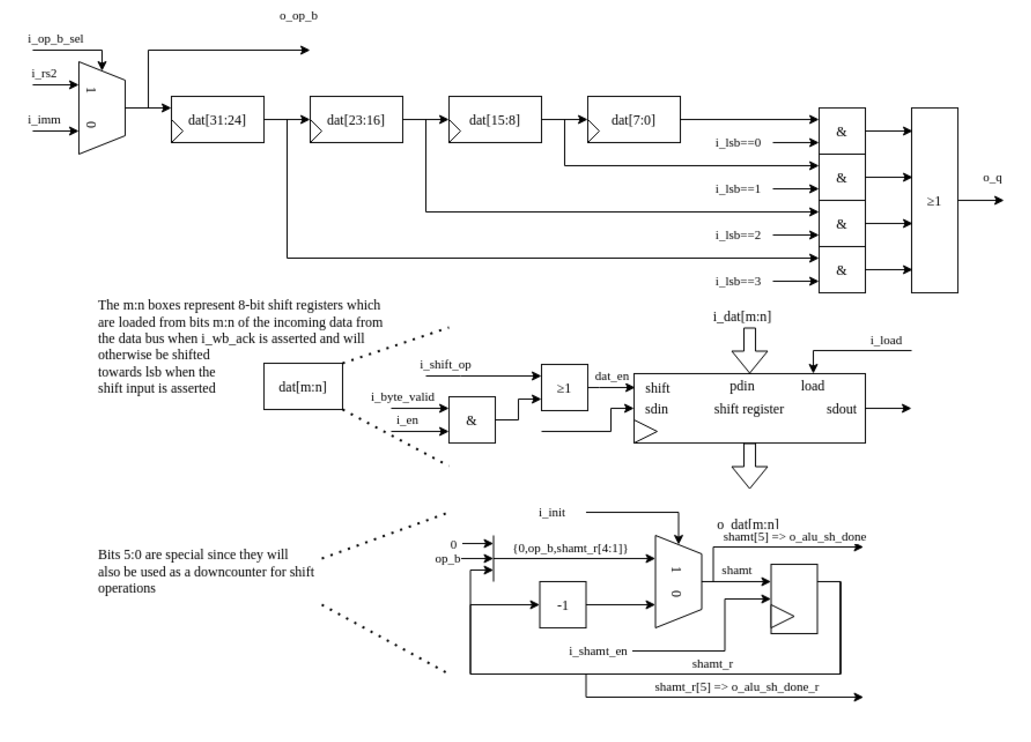 o_op_b
i_op_b_sel
i_rs2
1
i_imm
0
dat[31:24]
dat[23:16]
dat[15:8]
dat[7:0]
&
i_lsb==0
&
i_lsb==1
&
i_lsb==2
&
i_lsb==3
≥1
o_q
The m:n boxes represent 8-bit shift registers which
are loaded from bits m:n of the incoming data from
the data bus when i_wb_ack is asserted and will
otherwise be shifted
towards lsb when the
shift input is asserted
dat[m:n]
i_dat[m:n]
i_load
i_shift_op
i_byte_valid
i_en
&
≥1
dat_en
shift
pdin
load
sdin
shift register
sdout
o_dat[m:n]
Bits 5:0 are special since they will
also be used as a downcounter for shift
operations
i_init
shamt[5] => o_alu_sh_done
0
op_b
{0,op_b,shamt_r[4:1]}
1
0
shamt
-1
i_shamt_en
shamt_r
shamt_r[5] => o_alu_sh_done_r